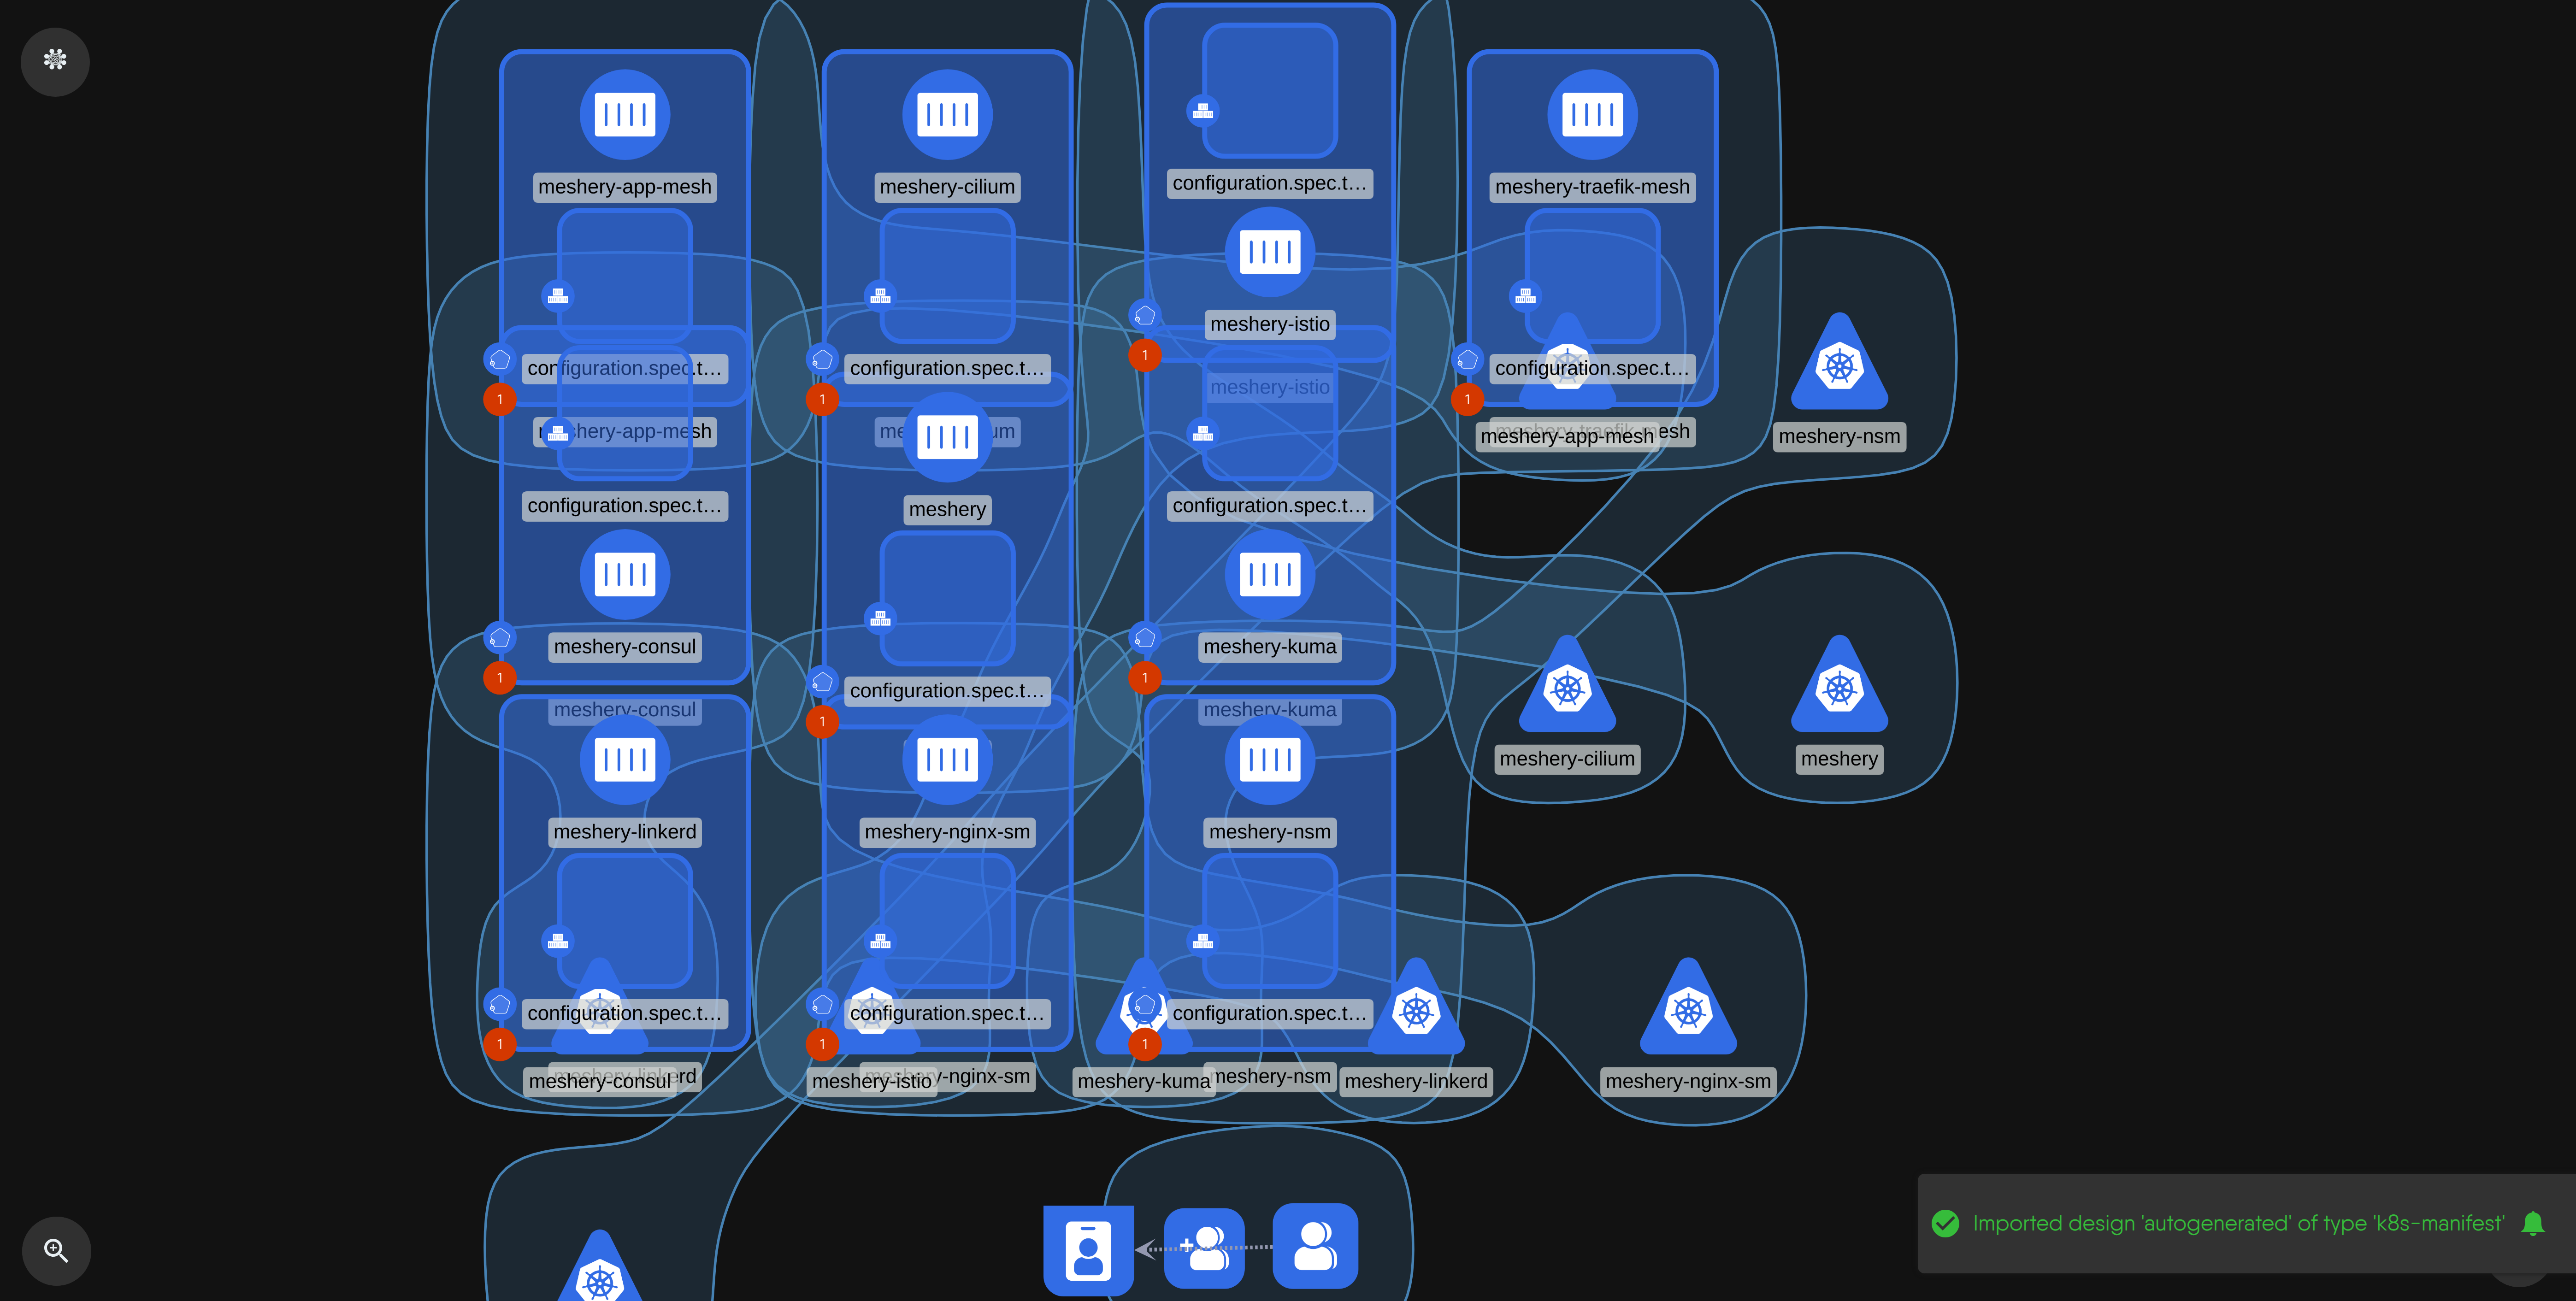 meshery-app-mesh
meshery-cilium
configuration.spec.t…
meshery-traefik-mesh
meshery-istio
configuration.spec.t…
configuration.spec.t…
1
meshery-istio
configuration.spec.t…
1
1
1
meshery-app-mesh
meshery-app-mesh
meshery-nsm
configuration.spec.t…
meshery
configuration.spec.t…
meshery-consul
meshery-kuma
1
configuration.spec.t…
1
meshery-consul
1
meshery-kuma
meshery-cilium
meshery
meshery-linkerd
meshery-nginx-sm
meshery-nsm
configuration.spec.t…
configuration.spec.t…
configuration.spec.t…
1
1
1
meshery-consul
meshery-istio
meshery-nginx-sm
meshery-kuma
meshery-nsm
meshery-linkerd
meshery-nginx-sm
Imported design 'autogenerated' of type 'k8s-manifest'